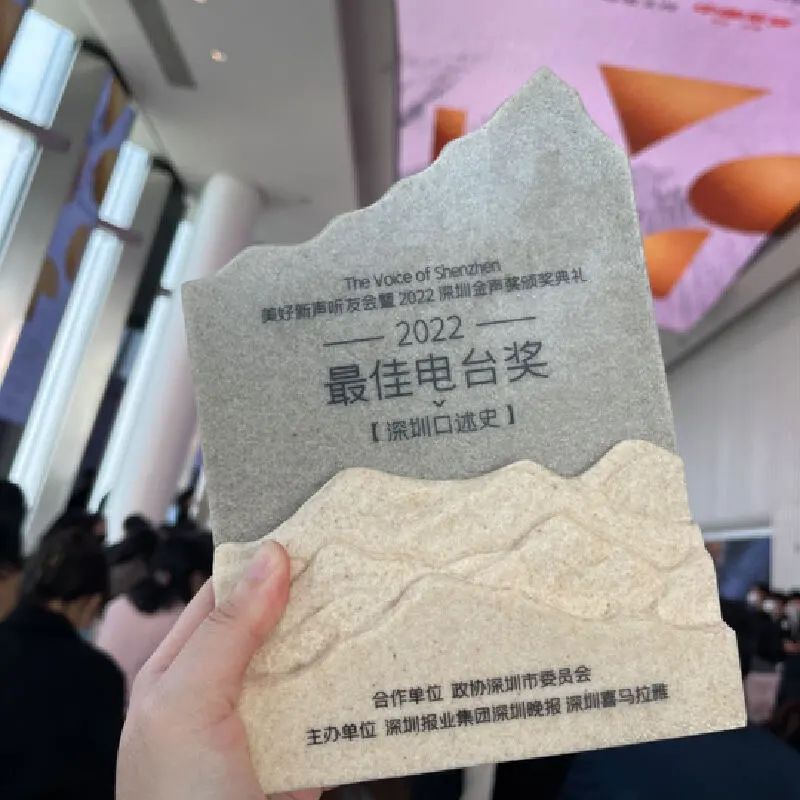 The Voice of Shenzhen
美好新声听友会暨 2022 深圳金声奖颁奖典礼
2022
最佳电台奖
【深圳口述史】
合作单位 政协深圳市委员会
主办单位 深圳报业集团深圳晚报 深圳喜马拉雅